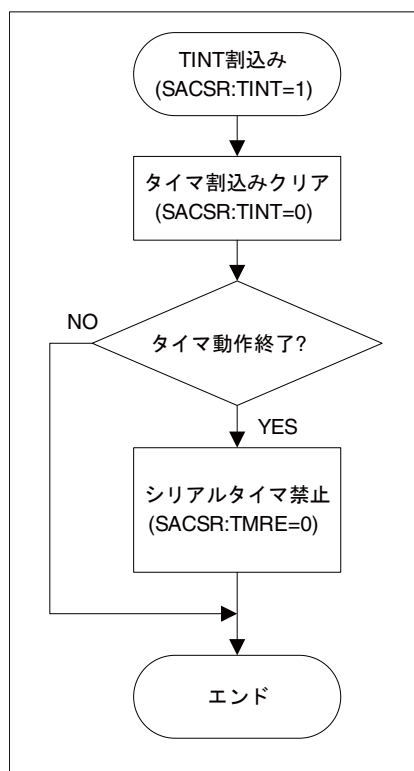 TINT割込み
(SACSR:TINT=1)
タイマ割込みクリア
(SACSR:TINT=0)
タイマ動作終了?
NO
YES
シリアルタイマ禁止
(SACSR:TMRE=0)
エンド